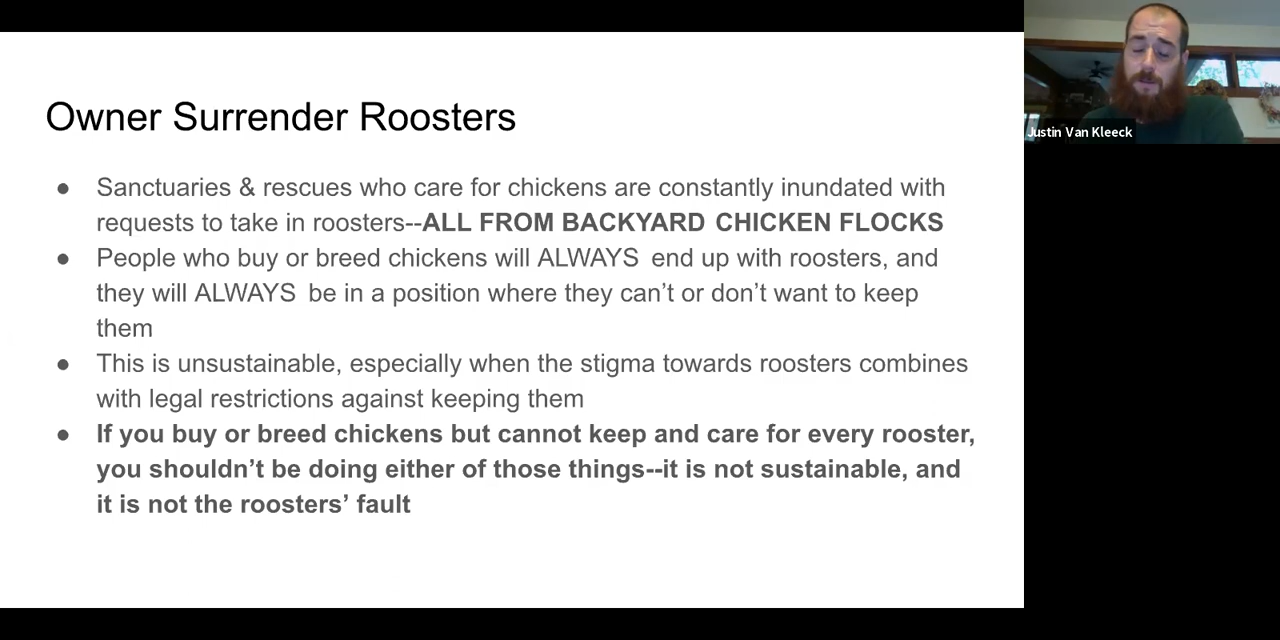 Owner Surrender Roosters
● Sanctuaries & rescues who care for chickens are constantly inundated with
requests to take in roosters--ALL FROM BACKYARD CHICKEN FLOCKS
● People who buy or breed chickens will ALWAYS end up with roosters, and
they will ALWAYS be in a position where they can’t or don’t want to keep
them
● This is unsustainable, especially when the stigma towards roosters combines
with legal restrictions against keeping them
● If you buy or breed chickens but cannot keep and care for every rooster,
you shouldn’t be doing either of those things--it is not sustainable, and
it is not the roosters’ fault
Justin Van Kleeck